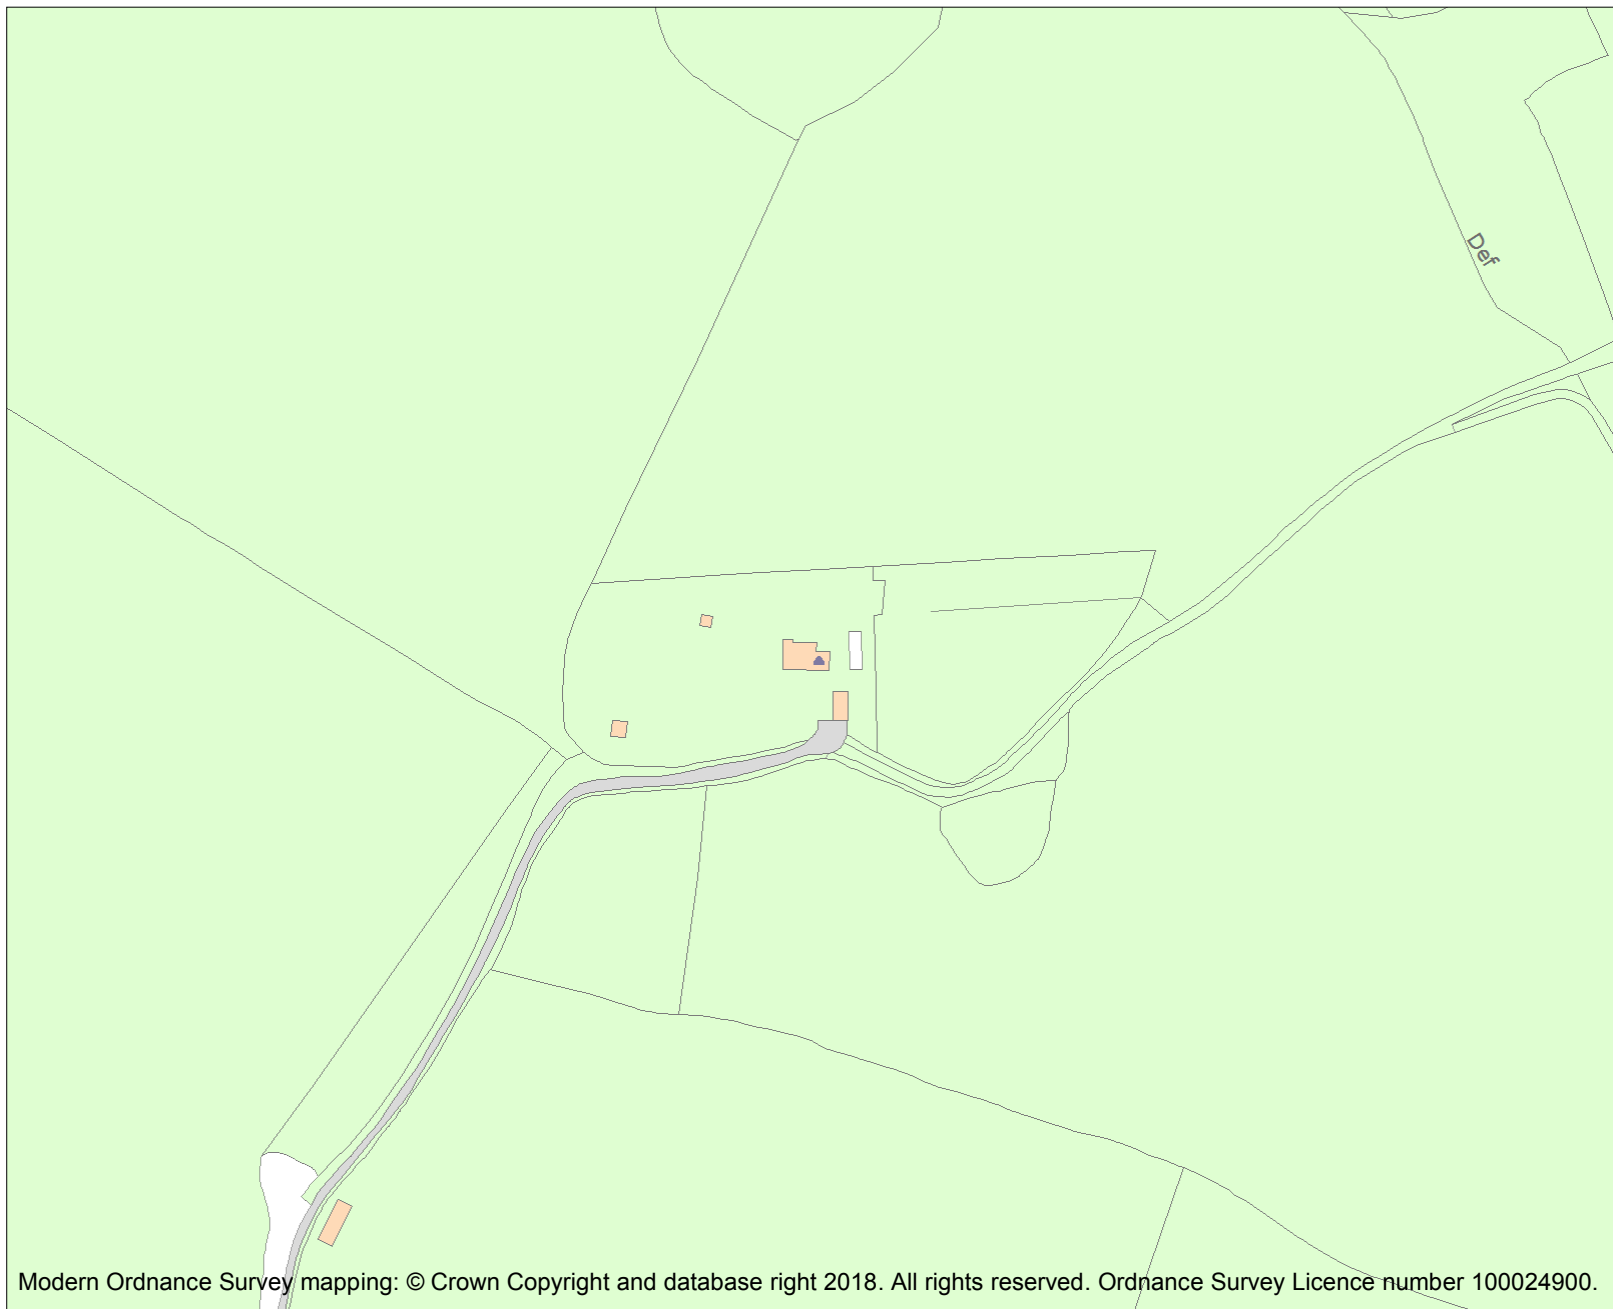 Def
Modern Ordnance Survey mapping: © Crown Copyright and database right 2018. All rights reserved. Ordnance Survey Licence number 100024900.